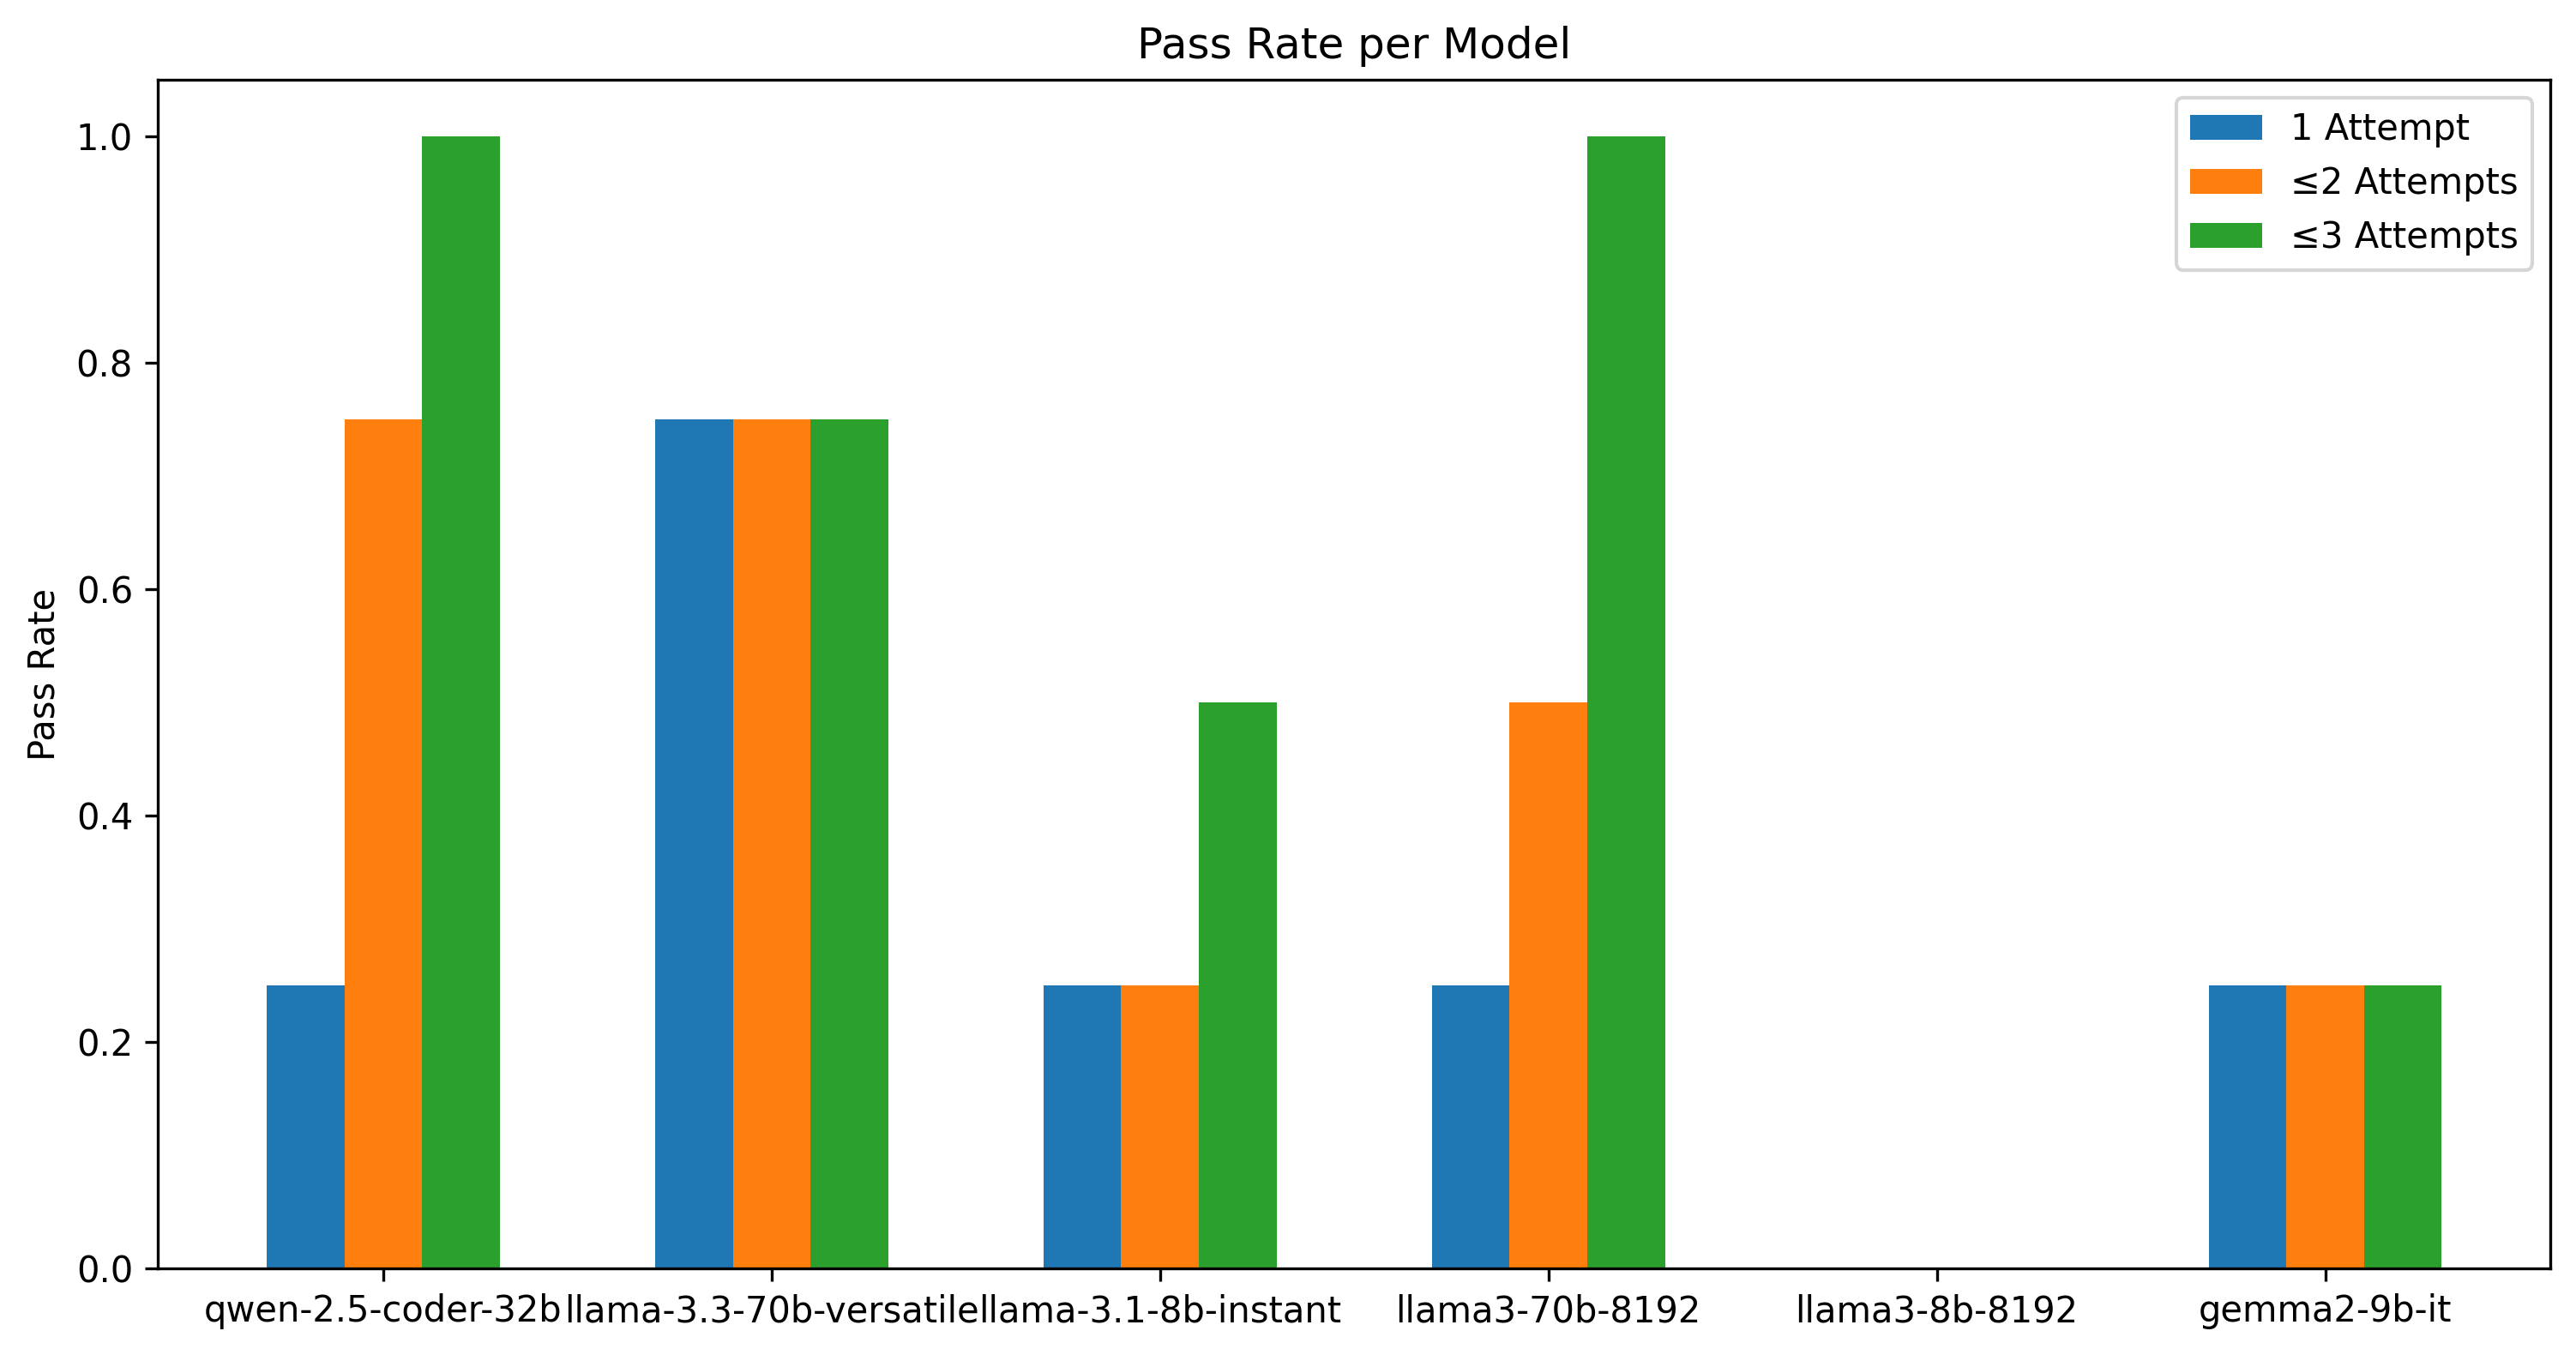 Pass Rate per Model
1 Attempt
≤2 Attempts
≤3 Attempts
Pass Rate
1.0
0.8
0.6
0.4
0.2
0.0
qwen-2.5-coder-32b
llama-3.3-70b-versatile
llama-3.1-8b-instant
llama3-70b-8192
llama3-8b-8192
gemma2-9b-it